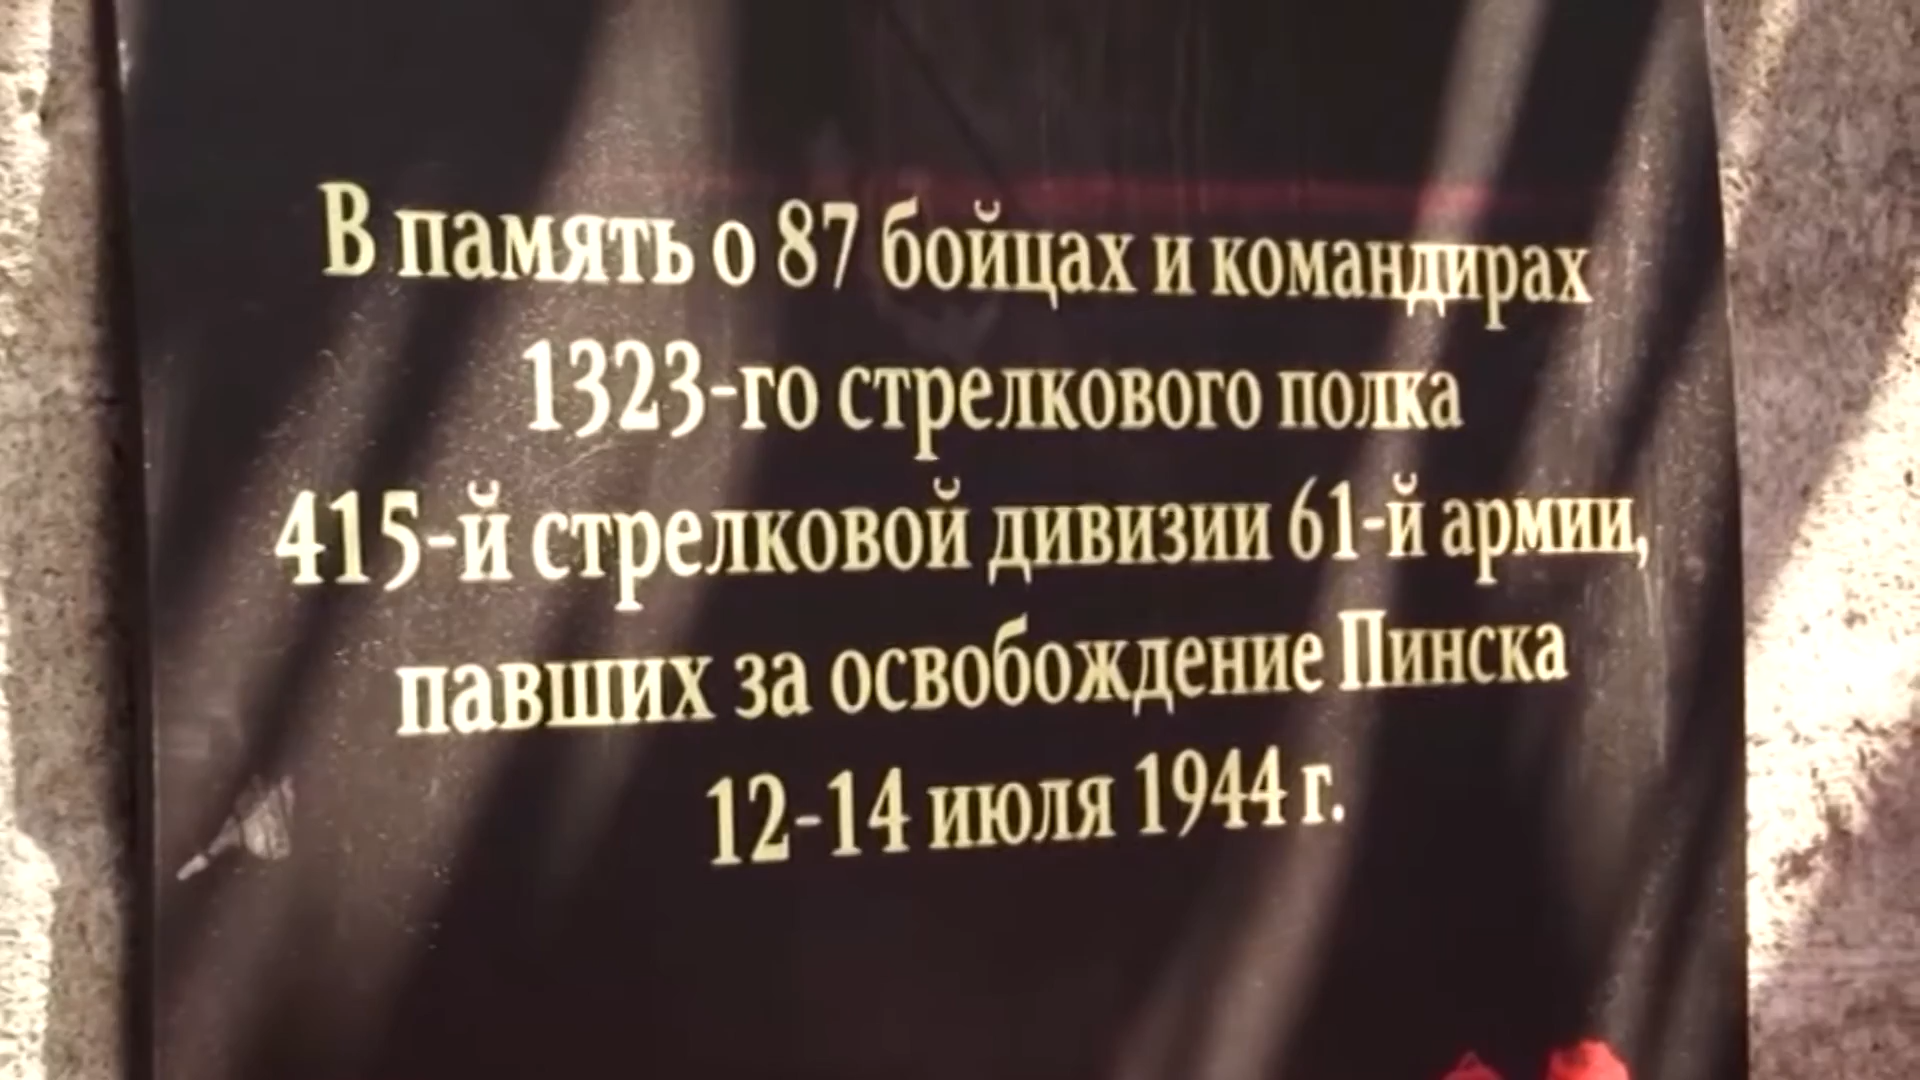 В память о 87 бойцах и командирах
1323-го стрелкового полка
415-й стрелковой дивизии 61-й армии,
павших за освобождение Пинска
12-14 июля 1944 г.